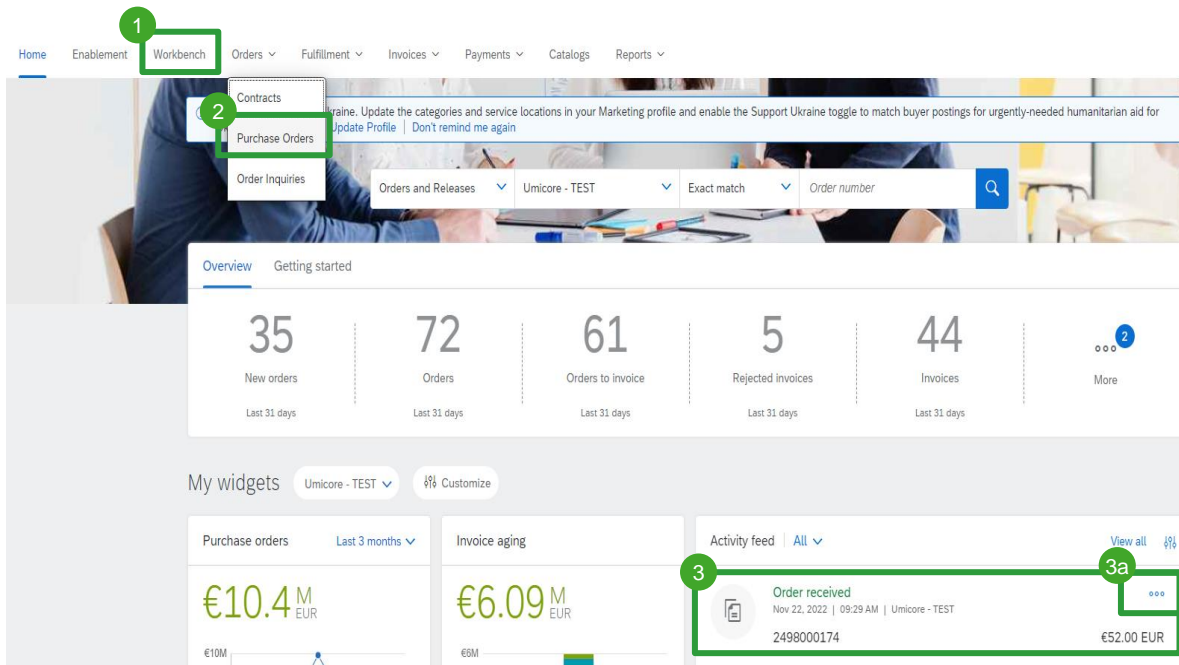 1
Home Enablement Workbench Orders Fulfillment Invoices Payments Catalogs Reports
Contracts
2
kraine. Update the categories and service locations in your Marketing profile and enable the Support Ukraine toggle to match buyer postings for urgently-needed humanitarian aid for
Purchase Orders
Update Profile | Don't remind me again
Order Inquiries
Orders and Releases Umicore - TEST Exact match Order number
Overview Getting started
35 72 61 5 44 2
New orders Orders Orders to invoice Rejected invoices Invoices More
Last 31 days Last 31 days Last 31 days Last 31 days Last 31 days
My widgets Umicore - TEST Customize
Purchase orders Last 3 months Invoice aging Activity feed | All View all
3 3a
€10.4 M EUR €6.09 M EUR
Order received
Nov 22, 2022 | 09:29 AM | Umicore - TEST
2498000174 €52.00 EUR
€10M €6M